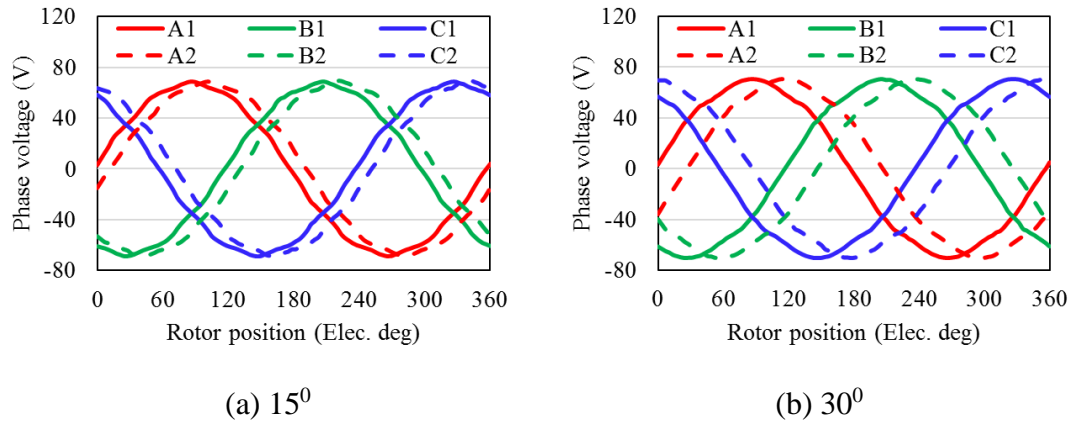 120
80
40
0
-40
-80
Phase voltage (V)
A1 B1 C1
A2 B2 C2
0 60 120 180 240 300 360
Rotor position (Elec. deg)
(a) 15⁰
120
80
40
0
-40
-80
Phase voltage (V)
A1 B1 C1
A2 B2 C2
0 60 120 180 240 300 360
Rotor position (Elec. deg)
(b) 30⁰